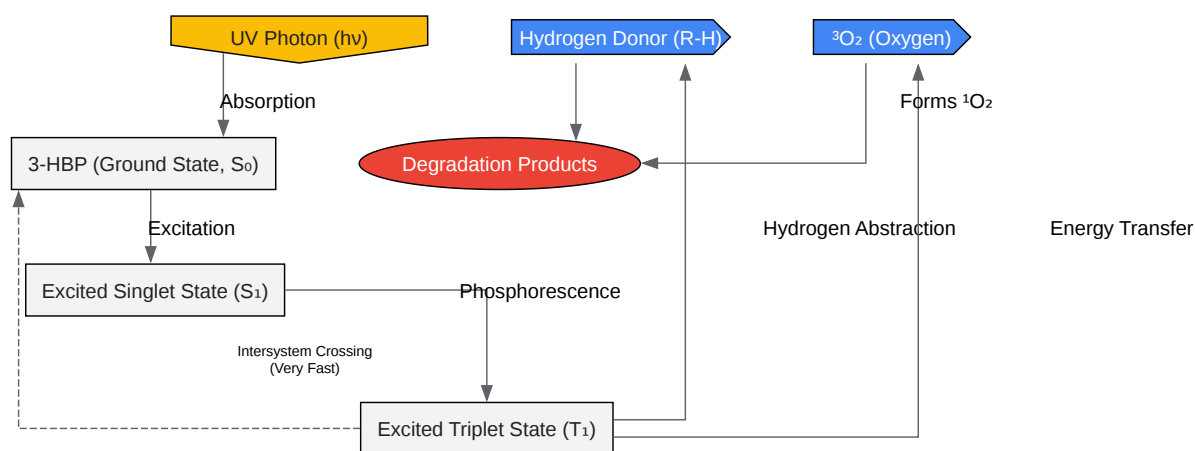 UV Photon (hν)
Hydrogen Donor (R-H)
³O₂ (Oxygen)
Absorption
Forms ¹O₂
3-HBP (Ground State, S₀)
Degradation Products
Excitation
Hydrogen Abstraction
Energy Transfer
Excited Singlet State (S₁)
Phosphorescence
Intersystem Crossing
(Very Fast)
Excited Triplet State (T₁)